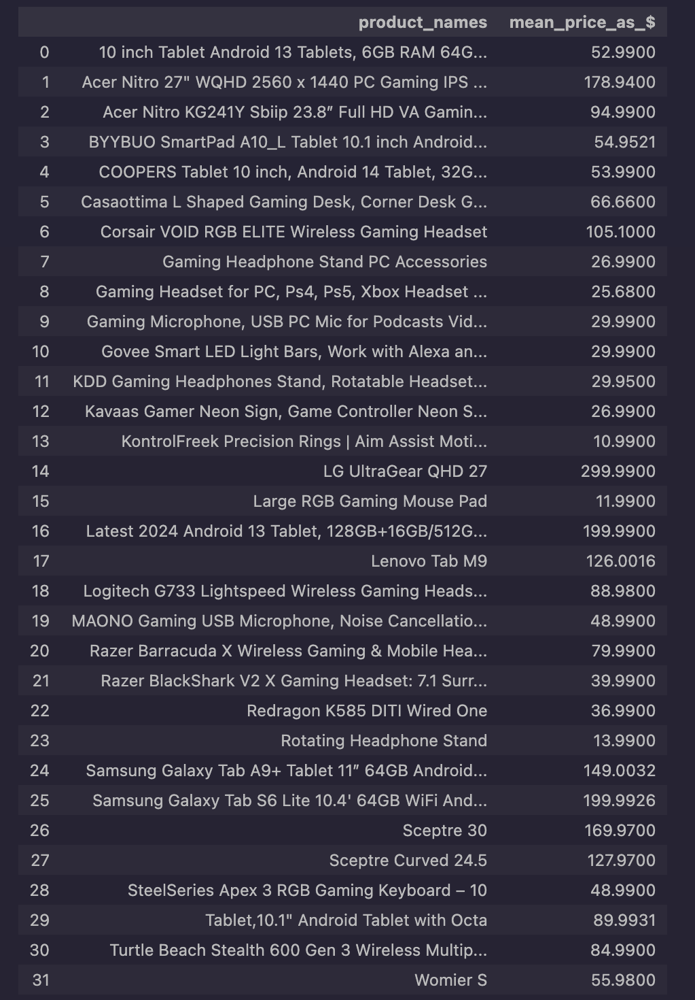 product_names mean_price_as_$
0 10 inch Tablet Android 13 Tablets, 6GB RAM 64G... 52.9900
1 Acer Nitro 27" WQHD 2560 x 1440 PC Gaming IPS ... 178.9400
2 Acer Nitro KG241Y Sbiip 23.8” Full HD VA Gamin... 94.9900
3 BYYBUO SmartPad A10_L Tablet 10.1 inch Android... 54.9521
4 COOPERS Tablet 10 inch, Android 14 Tablet, 32G... 53.9900
5 Casaottima L Shaped Gaming Desk, Corner Desk G... 66.6600
6 Corsair VOID RGB ELITE Wireless Gaming Headset 105.1000
7 Gaming Headphone Stand PC Accessories 26.9900
8 Gaming Headset for PC, Ps4, Ps5, Xbox Headset ... 25.6800
9 Gaming Microphone, USB PC Mic for Podcasts Vid... 29.9900
10 Govee Smart LED Light Bars, Work with Alexa an... 29.9900
11 KDD Gaming Headphones Stand, Rotatable Headset... 29.9500
12 Kavaas Gamer Neon Sign, Game Controller Neon S... 26.9900
13 KontrolFreek Precision Rings | Aim Assist Moti... 10.9900
14 LG UltraGear QHD 27 299.9900
15 Large RGB Gaming Mouse Pad 11.9900
16 Latest 2024 Android 13 Tablet, 128GB+16GB/512G... 199.9900
17 Lenovo Tab M9 126.0016
18 Logitech G733 Lightspeed Wireless Gaming Heads... 88.9800
19 MAONO Gaming USB Microphone, Noise Cancellatio... 48.9900
20 Razer Barracuda X Wireless Gaming & Mobile Hea... 79.9900
21 Razer BlackShark V2 X Gaming Headset: 7.1 Surr... 39.9900
22 Redragon K585 DITI Wired One 36.9900
23 Rotating Headphone Stand 13.9900
24 Samsung Galaxy Tab A9+ Tablet 11” 64GB Android... 149.0032
25 Samsung Galaxy Tab S6 Lite 10.4' 64GB WiFi And... 199.9926
26 Sceptre 30 169.9700
27 Sceptre Curved 24.5 127.9700
28 SteelSeries Apex 3 RGB Gaming Keyboard – 10 48.9900
29 Tablet,10.1" Android Tablet with Octa 89.9931
30 Turtle Beach Stealth 600 Gen 3 Wireless Multip... 84.9900
31 Womier S 55.9800